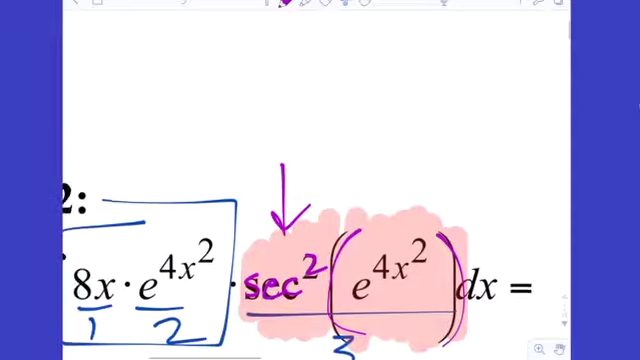 2:
8x · e^{4x^2} · sec^2 (e^{4x^2}) dx =
1 2 3